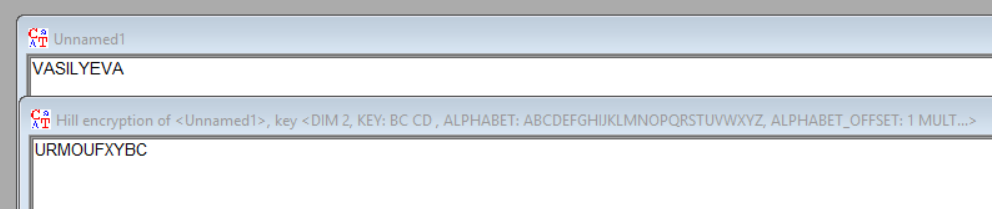 Unnamed1
VASILYEVA
Hill encryption of <Unnamed1>, key <DIM 2, KEY: BC CD , ALPHABET: ABCDEFGHIJKLMNOPQRSTUVWXYZ, ALPHABET_OFFSET: 1 MULT...>
URMOUFXYBC